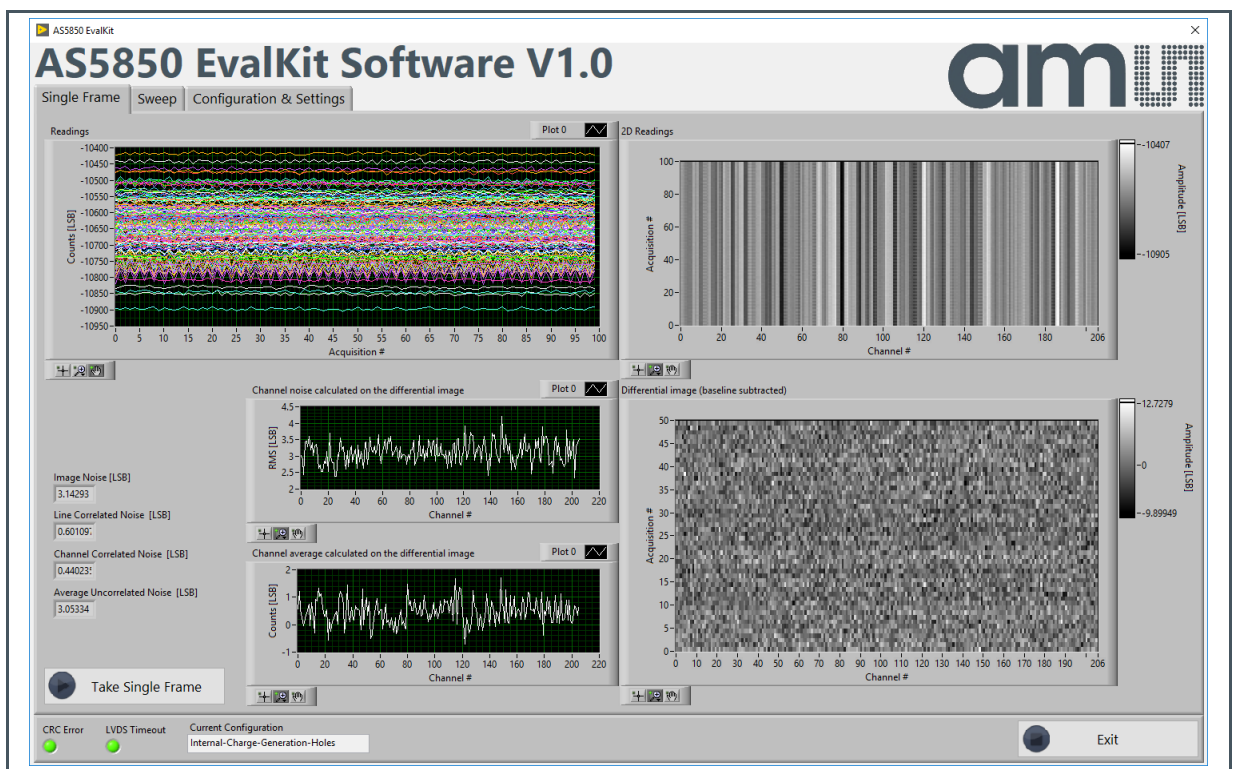 AS5850 EvalKit
AS5850 EvalKit Software V1.0
am
Single Frame Sweep Configuration & Settings
Readings
Plot 0
Counts [LSB]
-10400
-10450
-10500
-10550
-10600
-10650
-10700
-10750
-10800
-10850
-10900
-10950
0 5 10 15 20 25 30 35 40 45 50 55 60 65 70 75 80 85 90 95 100
Acquisition #
2D Readings
Acquisition #
100
80
60
40
20
0
0 20 40 60 80 100 120 140 160 180 206
Channel #
-10407
-10905
Amplitude [LSB]
Channel noise calculated on the differential image
Plot 0
RMS [LSB]
4.5
4
3.5
3
2.5
2
0 20 40 60 80 100 120 140 160 180 200 220
Channel #
Image Noise [LSB]
3.14293
Line Correlated Noise [LSB]
0.601097
Channel Correlated Noise [LSB]
0.440235
Average Uncorrelated Noise [LSB]
3.05334
Channel average calculated on the differential image
Plot 0
Counts [LSB]
2
1
0
-1
0 20 40 60 80 100 120 140 160 180 200 220
Channel #
Differential image (baseline subtracted)
Acquisition #
50
45
40
35
30
25
20
15
10
5
0
0 10 20 30 40 50 60 70 80 90 100 110 120 130 140 150 160 170 180 190 206
Channel #
12.7279
0
-9.89949
Amplitude [LSB]
Take Single Frame
CRC Error
LVDS Timeout
Current Configuration
Internal-Charge-Generation-Holes
Exit